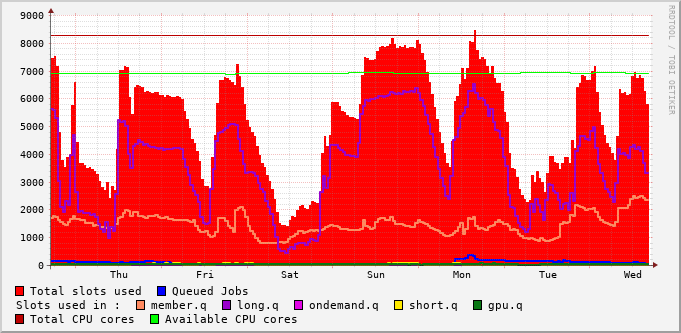 9000
8000
7000
6000
5000
4000
3000
2000
1000
0
Thu Fri Sat Sun Mon Tue Wed
RRDTOOL / TOBI OETIKER
Total slots used Queued Jobs
Slots used in : member.q long.q ondemand.q short.q gpu.q
Total CPU cores Available CPU cores